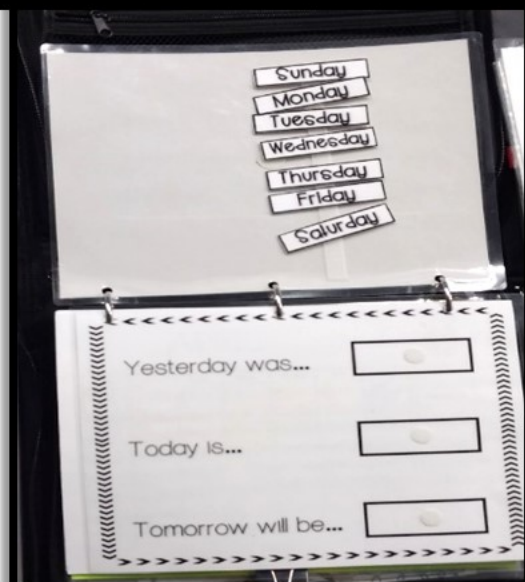 Sunday
Monday
Tuesday
Wednesday
Thursday
Friday
Saturday
Yesterday was...
Today is...
Tomorrow will be...